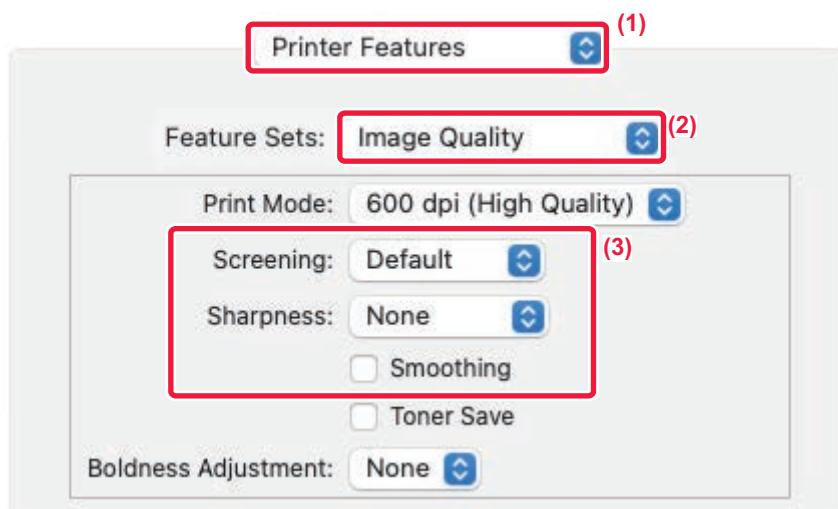 Printer Features (1)
Feature Sets: Image Quality (2)
Print Mode: 600 dpi (High Quality)
Screening: Default (3)
Sharpness: None
Smoothing
Toner Save
Boldness Adjustment: None